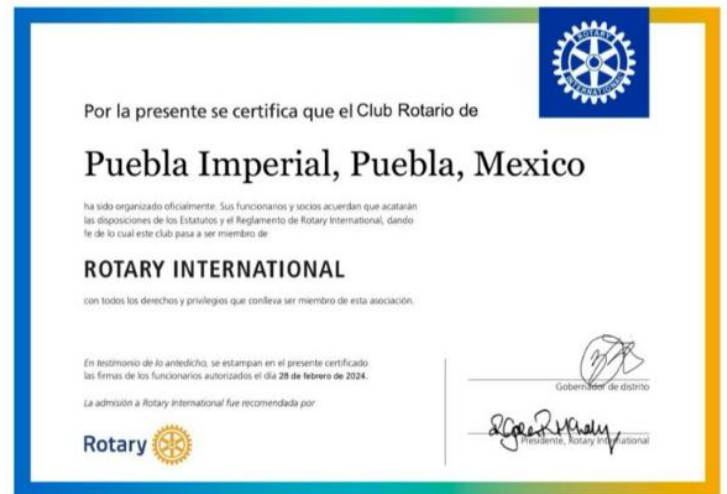 ROTARY
INTERNATIONAL
Por la presente se certifica que el Club Rotario de
Puebla Imperial, Puebla, Mexico
ha sido organizado oficialmente. Sus funcionarios y socios acuerdan que acatarán
las disposiciones de los Estatutos y el Reglamento de Rotary International, dando
fe de lo cual este club pasa a ser miembro de
ROTARY INTERNATIONAL
con todos los derechos y privilegios que conlleva ser miembro de esta asociación.
En testimonio de lo antedicho, se estampan en el presente certificado
las firmas de los funcionarios autorizados el día 28 de febrero de 2024.
La admisión a Rotary International fue recomendada por
Rotary
Gobernador de distrito
Presidente, Rotary International